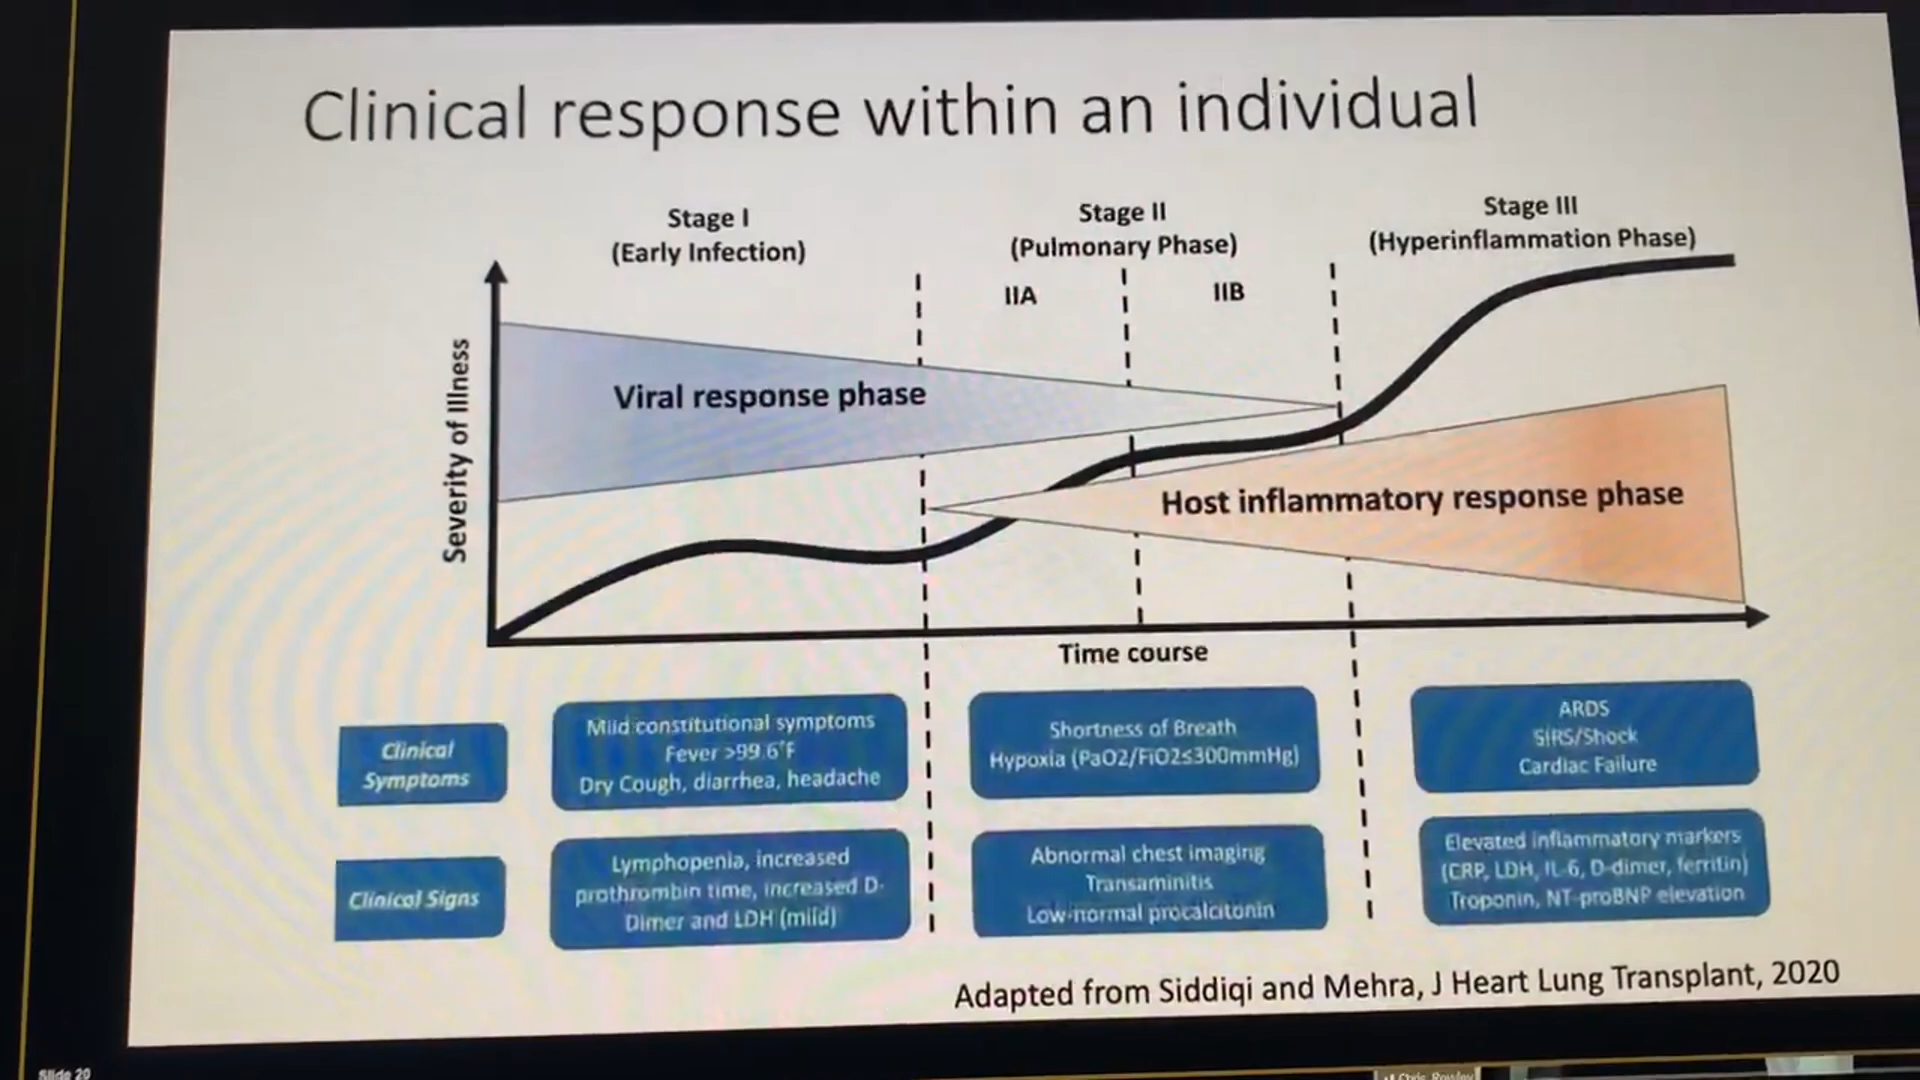 Clinical response within an individual
Stage I
(Early Infection)
Stage II
(Pulmonary Phase)
Stage III
(Hyperinflammation Phase)
IIA
IIB
Severity of Illness
Viral response phase
Host inflammatory response phase
Time course
Clinical
Symptoms
Mild constitutional symptoms
Fever >99.6°F
Dry Cough, diarrhea, headache
Shortness of Breath
Hypoxia (PaO2/FiO2≤300mmHg)
ARDS
SIRS/Shock
Cardiac Failure
Clinical Signs
Lymphopenia, increased
prothrombin time, increased D-
Dimer and LDH (mild)
Abnormal chest imaging
Transaminitis
Low-normal procalcitonin
Elevated inflammatory markers
(CRP, LDH, IL-6, D-dimer, ferritin)
Troponin, NT-proBNP elevation
Adapted from Siddiqi and Mehra, J Heart Lung Transplant, 2020
Slide 20
Chris